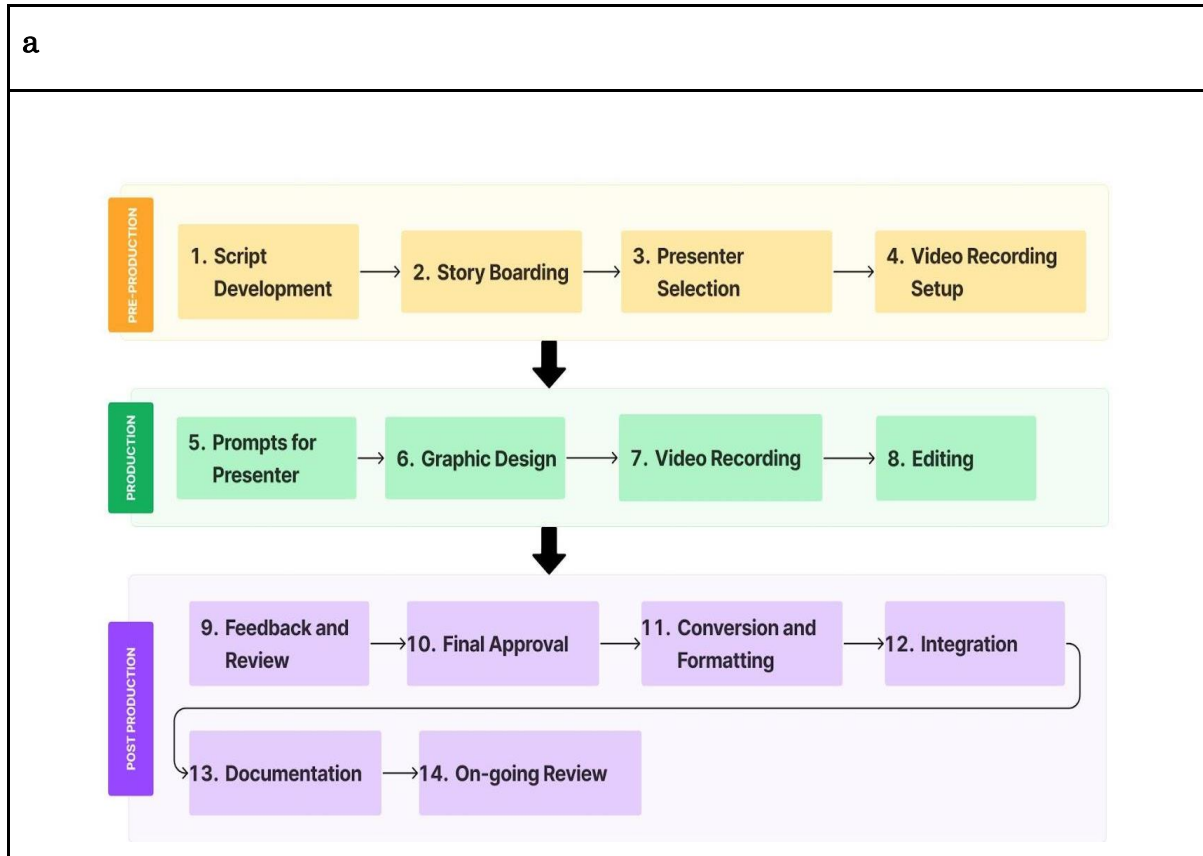 a
PRE-PRODUCTION
1. Script
Development
2. Story Boarding
3. Presenter
Selection
4. Video Recording
Setup
PRODUCTION
5. Prompts for
Presenter
6. Graphic Design
7. Video Recording
8. Editing
POST PRODUCTION
9. Feedback and
Review
10. Final Approval
11. Conversion and
Formatting
12. Integration
13. Documentation
14. On-going Review